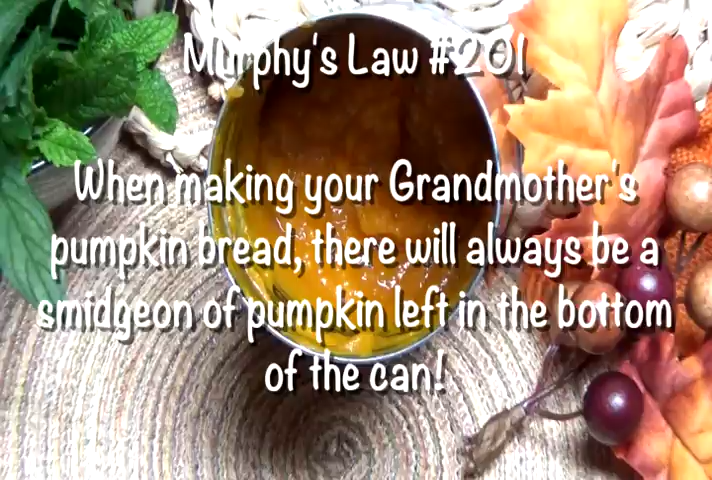 Murphy's Law #201
When making your Grandmother's
pumpkin bread, there will always be a
smidgeon of pumpkin left in the bottom
of the can!